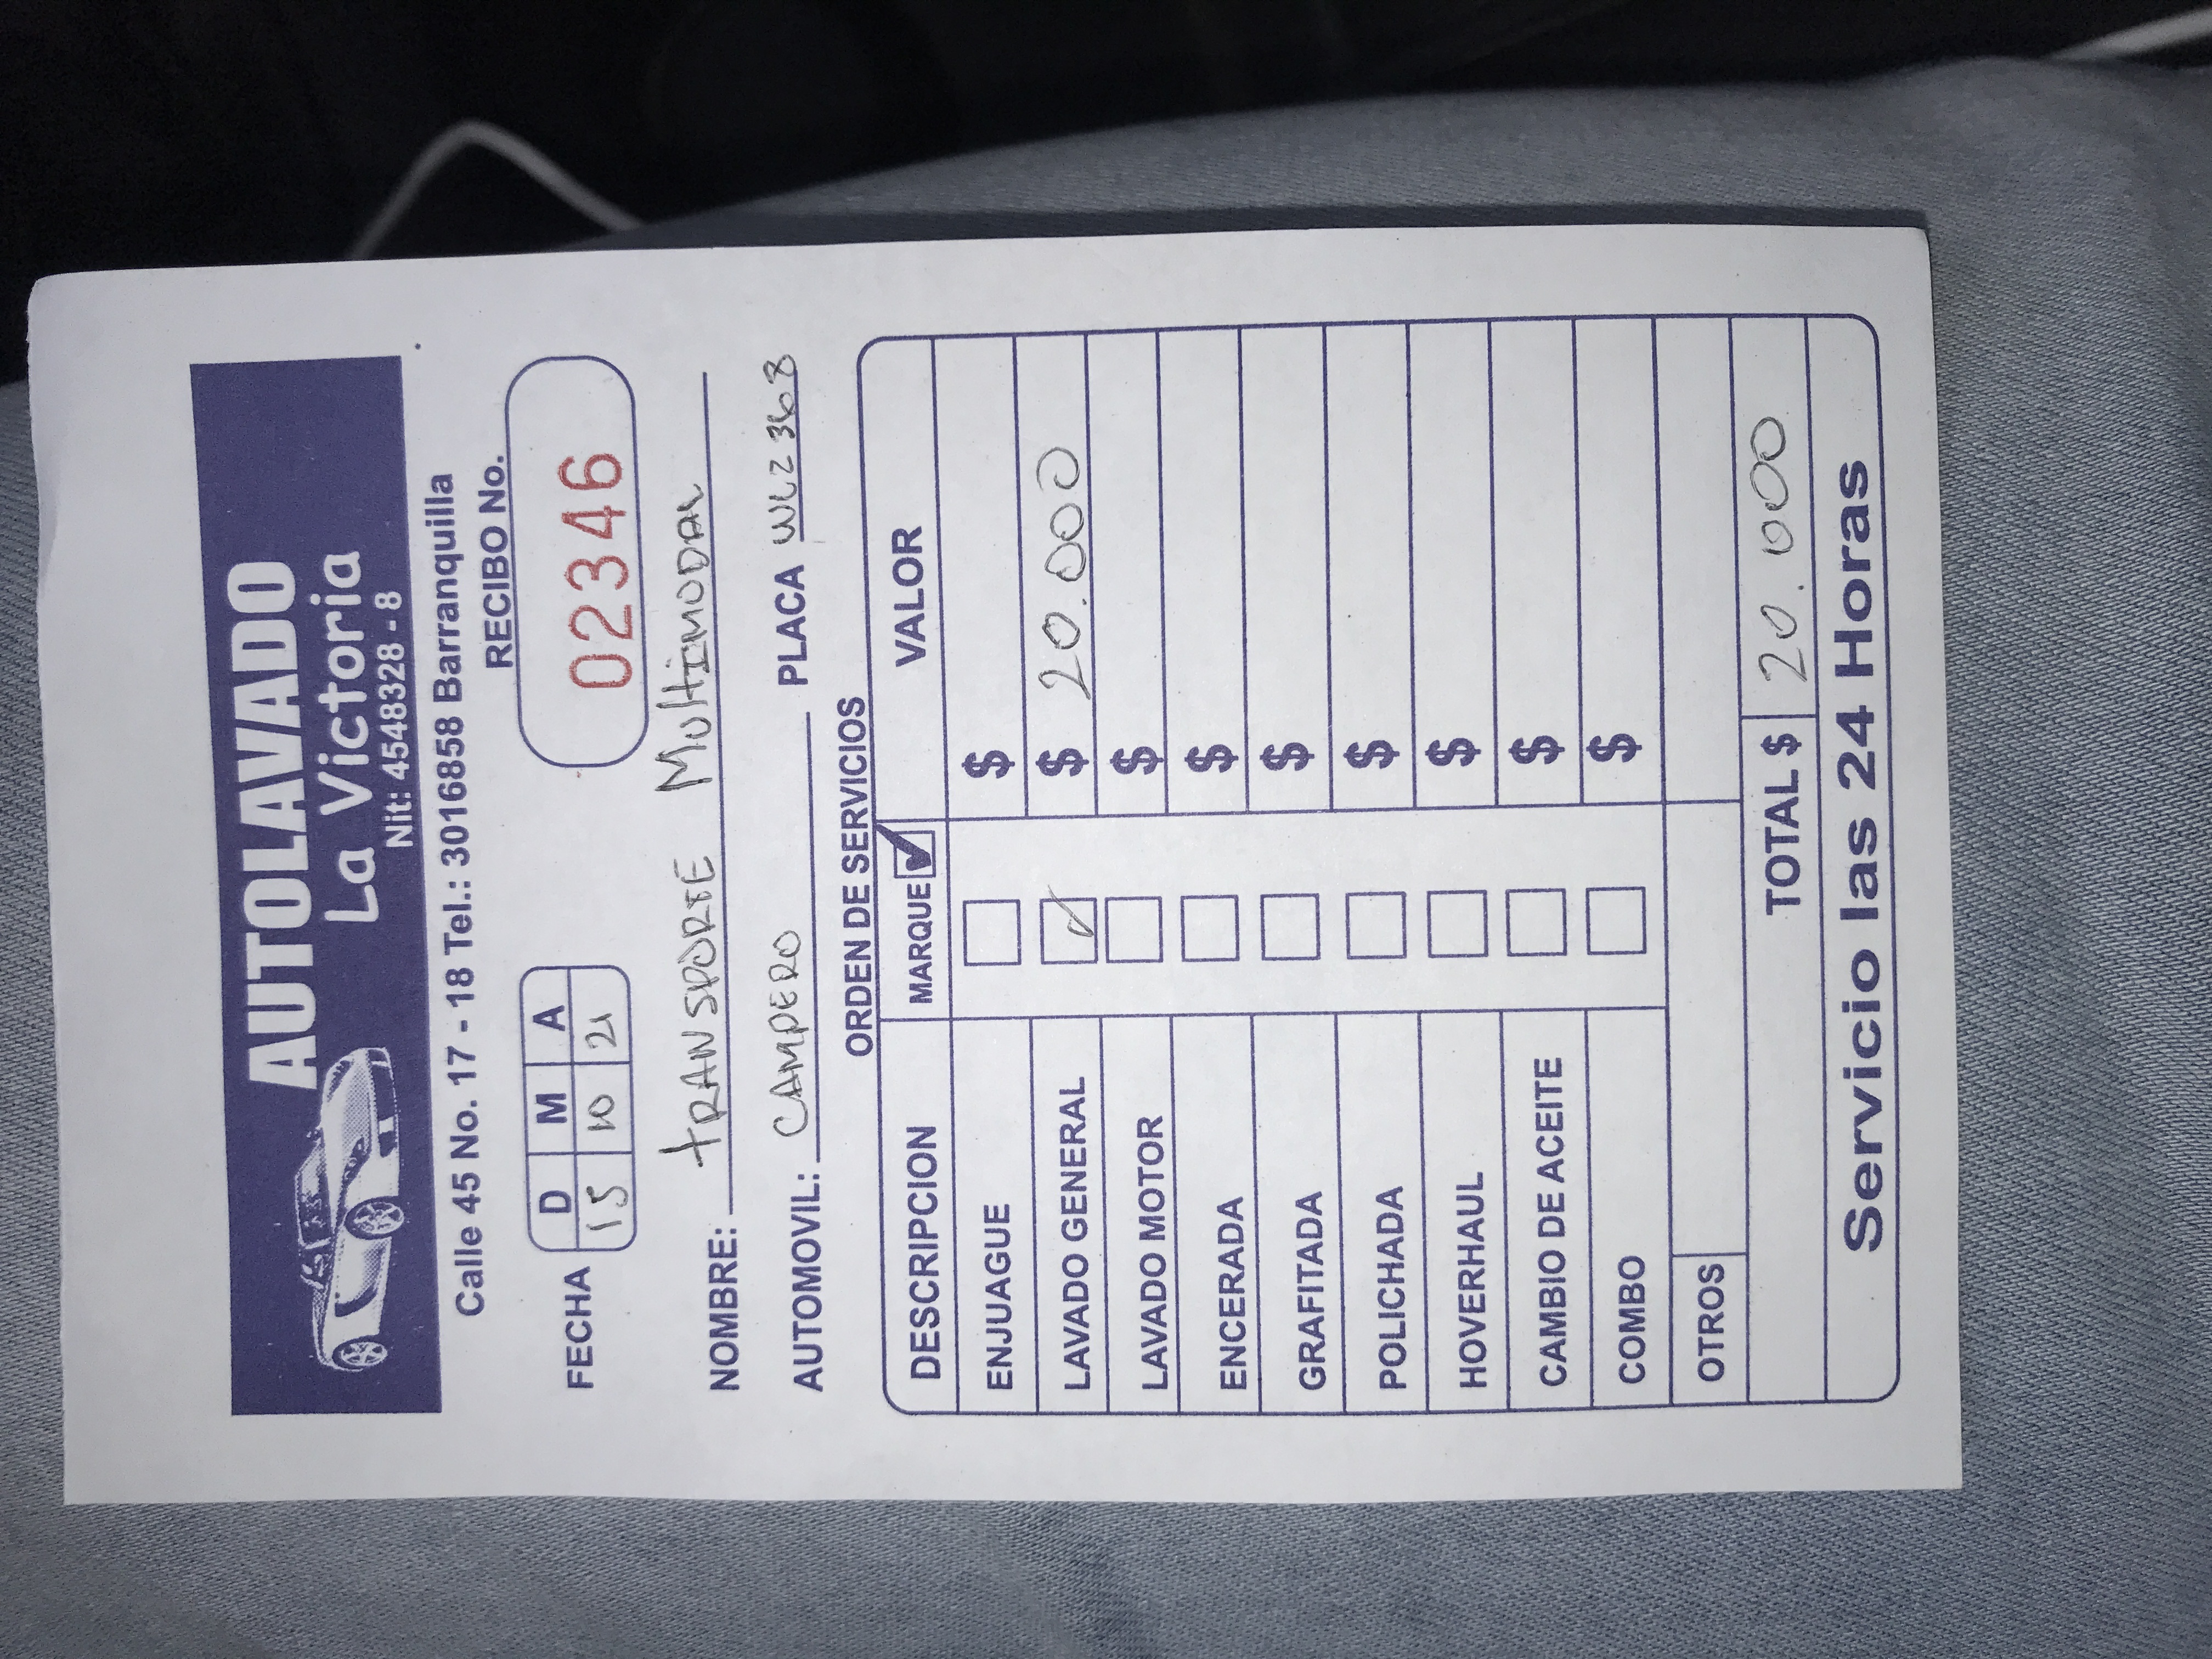 AUTOLAVADO
La Victoria
Nit: 4548328 - 8
Calle 45 No. 17 - 18 Tel.: 3016858 Barranquilla
RECIBO No.
FECHA D M A
15 10 21
02346
NOMBRE: TRANSPORTE MultIMODAL
AUTOMOVIL: CAMPERO PLACA WLZ 368
ORDEN DE SERVICIOS
DESCRIPCION MARQUE VALOR
ENJUAGUE $
LAVADO GENERAL ✓ $ 20.000
LAVADO MOTOR $
ENCERADA $
GRAFITADA $
POLICHADA $
HOVERHAUL $
CAMBIO DE ACEITE $
COMBO $
OTROS
TOTAL $ 20.000
Servicio las 24 Horas